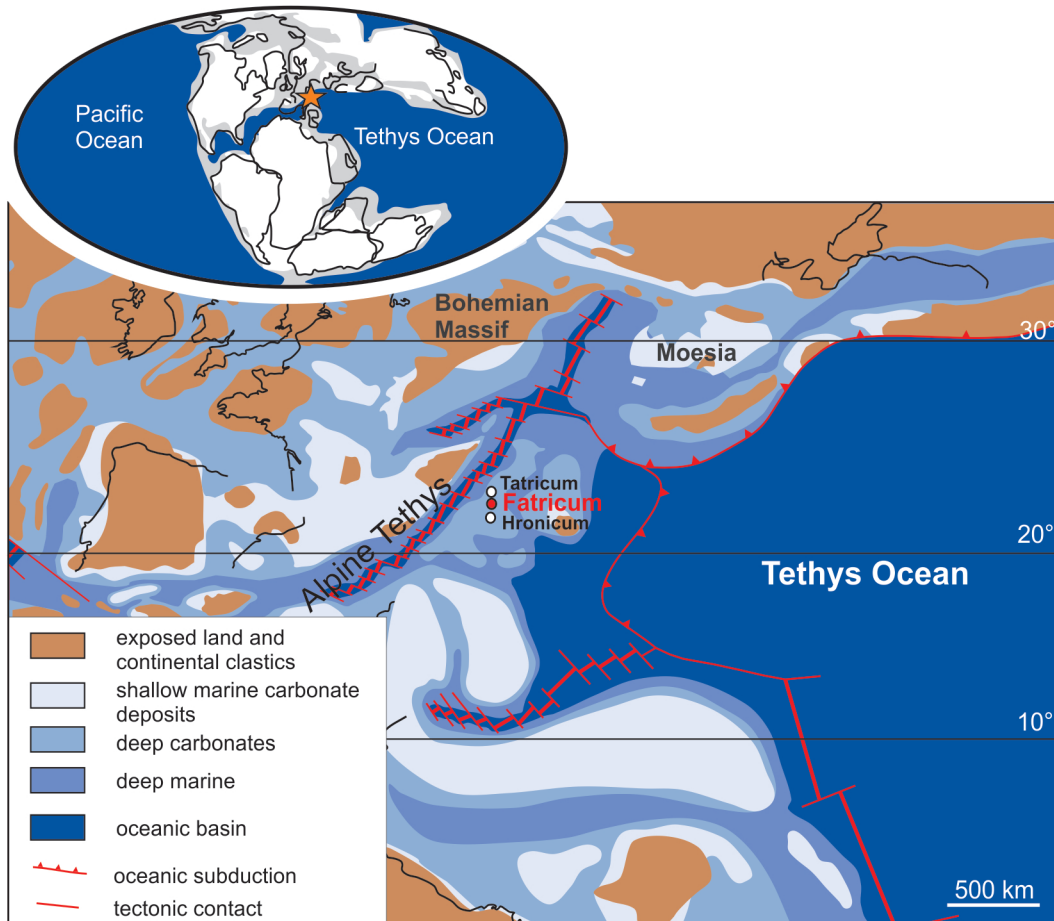 Pacific
Ocean
Tethys Ocean
Bohemian
Massif
Moesia
30°
Tatricum
Fatricum
Hronicum
Alpine Tethys
20°
Tethys Ocean
exposed land and
continental clastics
shallow marine carbonate
deposits
deep carbonates
10°
deep marine
oceanic basin
oceanic subduction
tectonic contact
500 km